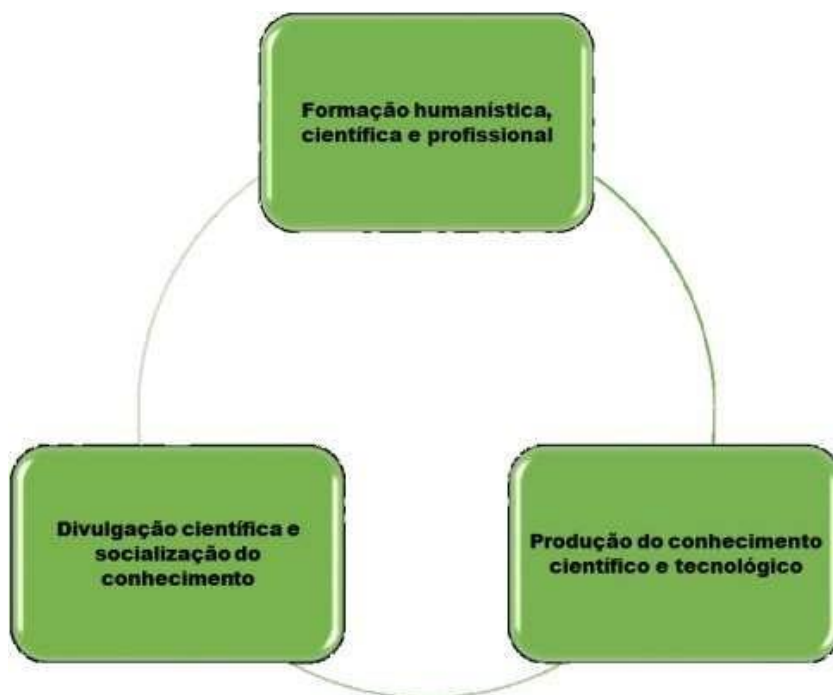 Formação humanística,
científica e profissional
Divulgação científica e
socialização do
conhecimento
Produção do conhecimento
científico e tecnológico